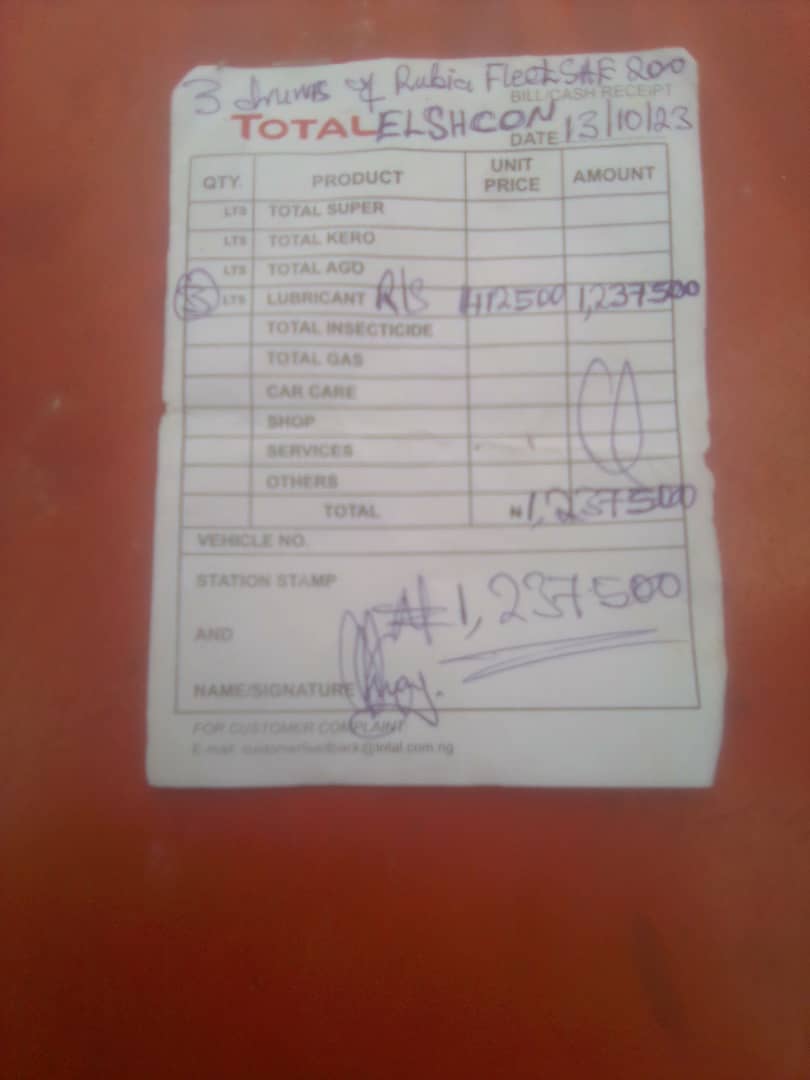 3 drums of Rubia Fleet SAE 200
BILL/CASH RECEIPT
TOTAL ELSHCON
DATE 13/10/23
QTY. PRODUCT UNIT PRICE AMOUNT
LTS TOTAL SUPER
LTS TOTAL KERO
LTS TOTAL AGO
3 LTS LUBRICANT R/S 412500 1,237500
TOTAL INSECTICIDE
TOTAL GAS
CAR CARE
SHOP
SERVICES
OTHERS
TOTAL ₦1,237500
VEHICLE NO.
STATION STAMP
₦1,237500
AND
NAME/SIGNATURE
FOR CUSTOMER COMPLAINT
E-mail: customerfeedback@total.com.ng